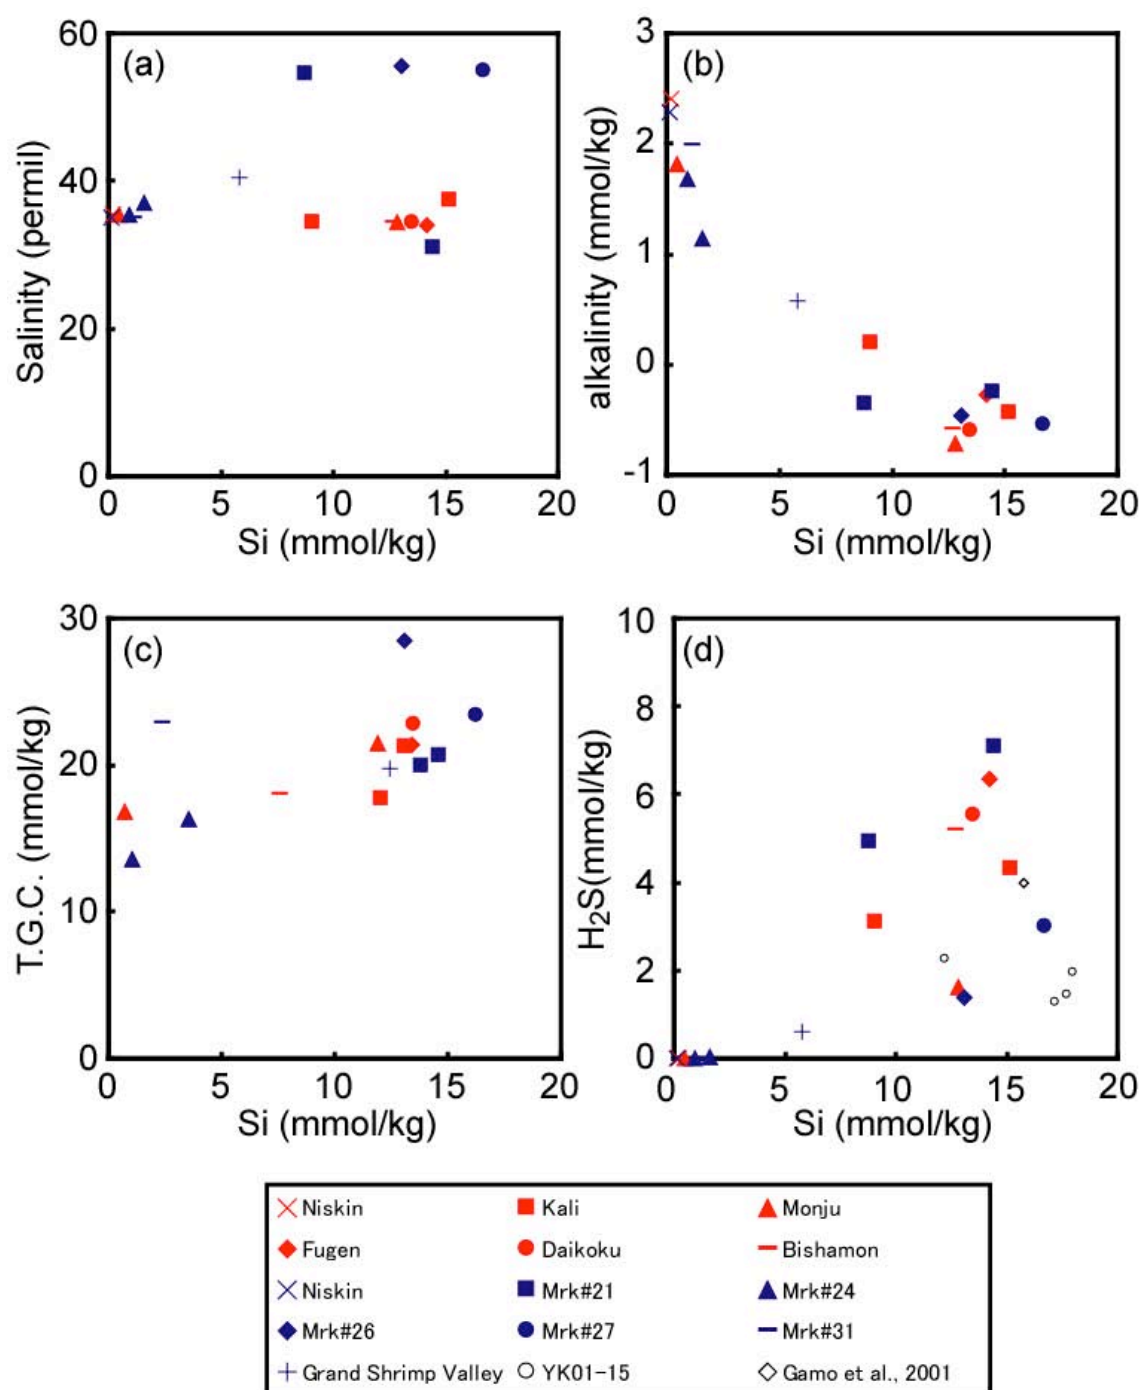 60
(a)
40
20
0
Salinity (permil)
0 5 10 15 20
Si (mmol/kg)
3
(b)
2
1
0
-1
alkalinity (mmol/kg)
0 5 10 15 20
Si (mmol/kg)
30
(c)
20
10
0
T.G.C. (mmol/kg)
0 5 10 15 20
Si (mmol/kg)
10
(d)
8
6
4
2
0
H₂S(mmol/kg)
0 5 10 15 20
Si (mmol/kg)
Niskin Kali Monju
Fugen Daikoku Bishamon
Niskin Mrk#21 Mrk#24
Mrk#26 Mrk#27 Mrk#31
Grand Shrimp Valley YK01-15 Gamo et al., 2001